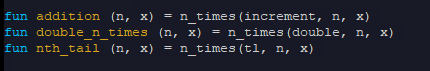 fun addition (n, x) = n_times(increment, n, x)
fun double_n_times (n, x) = n_times(double, n, x)
fun nth_tail (n, x) = n_times(tl, n, x)